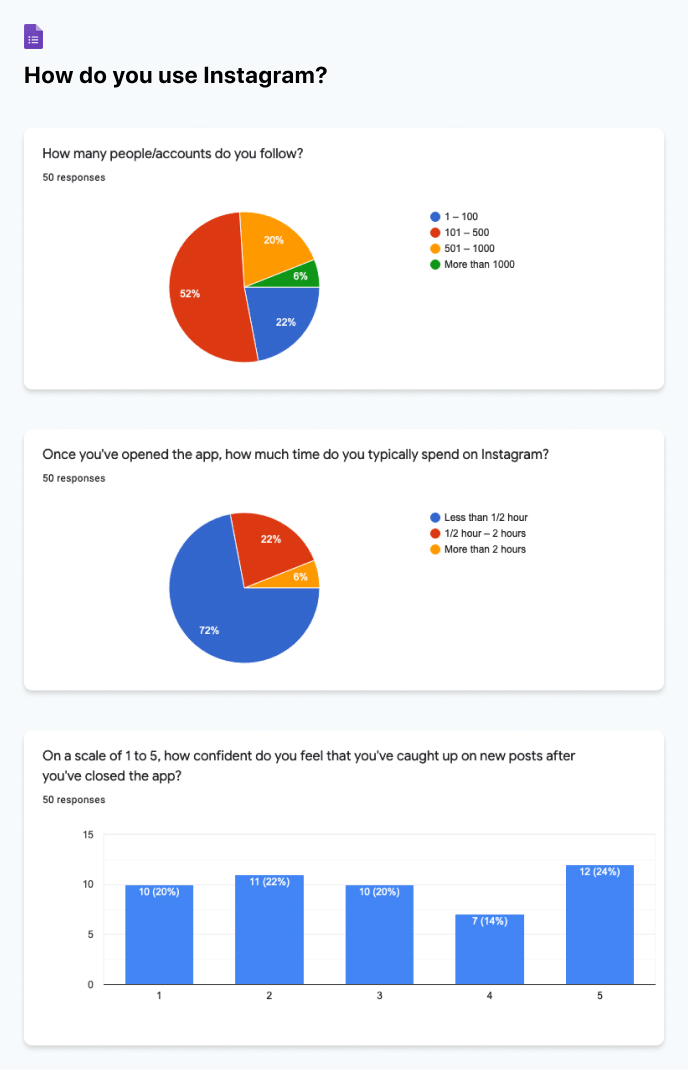 How do you use Instagram?
How many people/accounts do you follow?
50 responses
1 – 100
101 – 500
501 – 1000
More than 1000
20%
6%
52%
22%
Once you've opened the app, how much time do you typically spend on Instagram?
50 responses
Less than 1/2 hour
1/2 hour – 2 hours
More than 2 hours
22%
6%
72%
On a scale of 1 to 5, how confident do you feel that you've caught up on new posts after
you've closed the app?
50 responses
15
10
5
0
10 (20%)
11 (22%)
10 (20%)
7 (14%)
12 (24%)
1
2
3
4
5